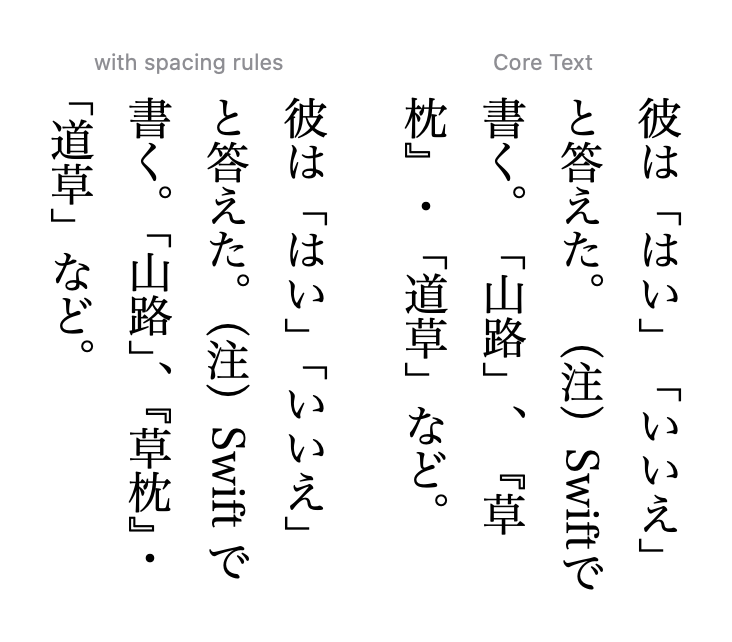 with spacing rules
彼は「はい」「いいえ」
と答えた。（注）Swift で
書く。「山路」、『草枕』・
「道草」など。
Core Text
彼は「はい」「いいえ」
と答えた。（注）Swiftで
書く。「山路」、『草
枕』・「道草」など。